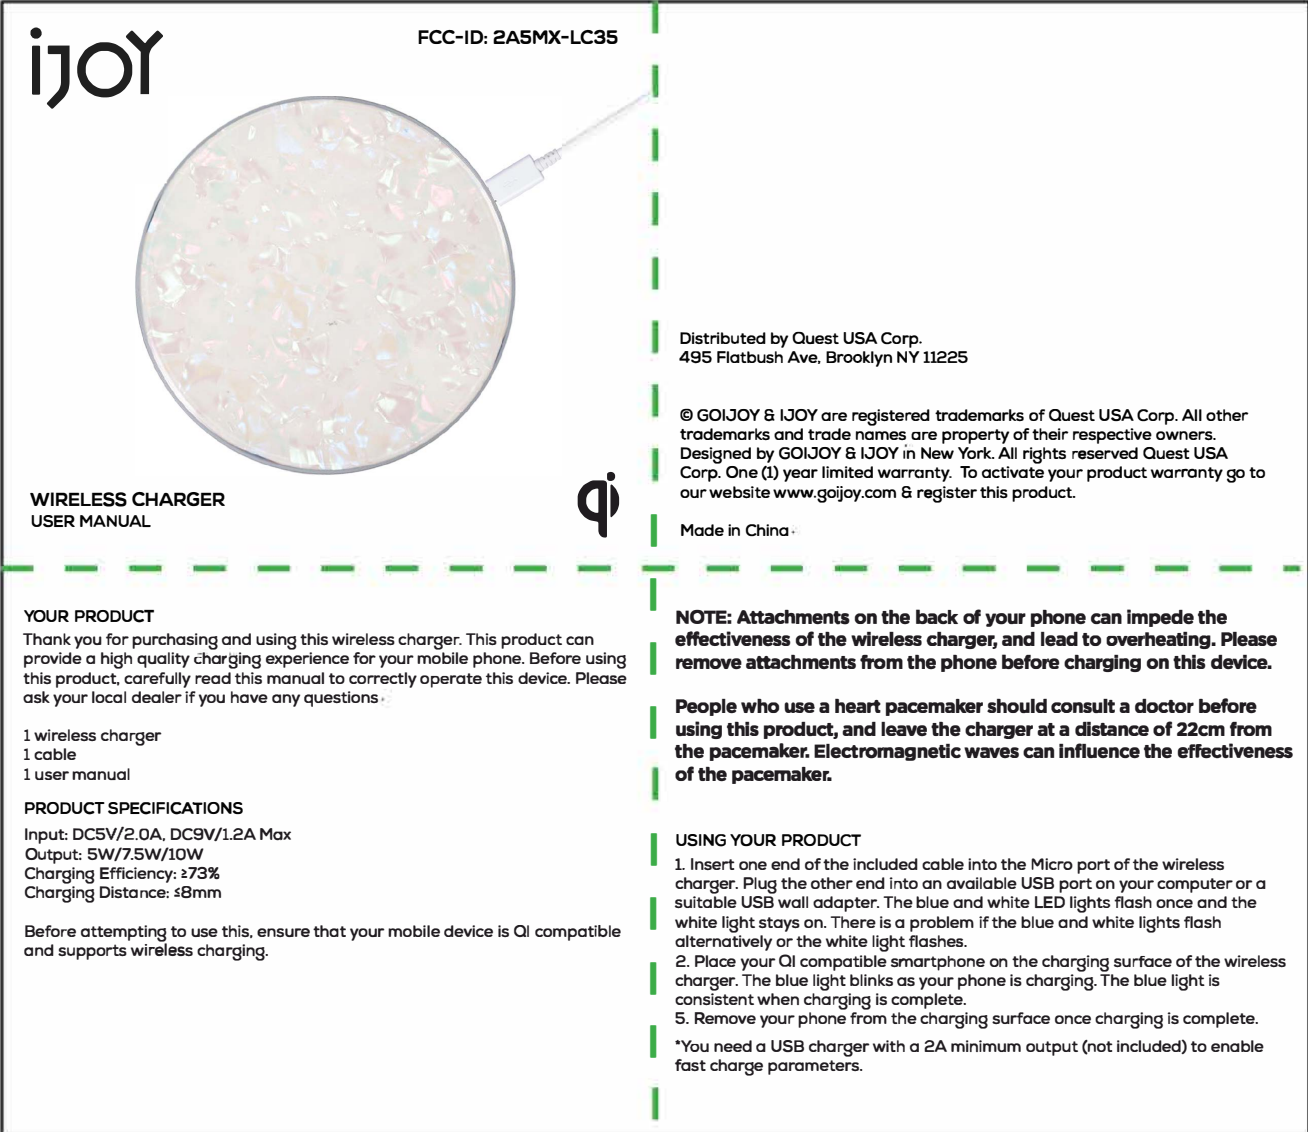 iJOY
FCC-ID: 2A5MX-LC35
WIRELESS CHARGER
USER MANUAL
qi
Distributed by Quest USA Corp.
495 Flatbush Ave, Brooklyn NY 11225
© GOIJOY & IJOY are registered trademarks of Quest USA Corp. All other
trademarks and trade names are property of their respective owners.
Designed by GOIJOY & IJOY in New York. All rights reserved Quest USA
Corp. One (1) year limited warranty. To activate your product warranty go to
our website www.goijoy.com & register this product.
Made in China
YOUR PRODUCT
Thank you for purchasing and using this wireless charger. This product can
provide a high quality charging experience for your mobile phone. Before using
this product, carefully read this manual to correctly operate this device. Please
ask your local dealer if you have any questions.
1 wireless charger
1 cable
1 user manual
PRODUCT SPECIFICATIONS
Input: DC5V/2.0A, DC9V/1.2A Max
Output: 5W/7.5W/10W
Charging Efficiency: ≥73%
Charging Distance: ≤8mm
Before attempting to use this, ensure that your mobile device is QI compatible
and supports wireless charging.
NOTE: Attachments on the back of your phone can impede the
effectiveness of the wireless charger, and lead to overheating. Please
remove attachments from the phone before charging on this device.
People who use a heart pacemaker should consult a doctor before
using this product, and leave the charger at a distance of 22cm from
the pacemaker. Electromagnetic waves can influence the effectiveness
of the pacemaker.
USING YOUR PRODUCT
1. Insert one end of the included cable into the Micro port of the wireless
charger. Plug the other end into an available USB port on your computer or a
suitable USB wall adapter. The blue and white LED lights flash once and the
white light stays on. There is a problem if the blue and white lights flash
alternatively or the white light flashes.
2. Place your QI compatible smartphone on the charging surface of the wireless
charger. The blue light blinks as your phone is charging. The blue light is
consistent when charging is complete.
5. Remove your phone from the charging surface once charging is complete.
*You need a USB charger with a 2A minimum output (not included) to enable
fast charge parameters.